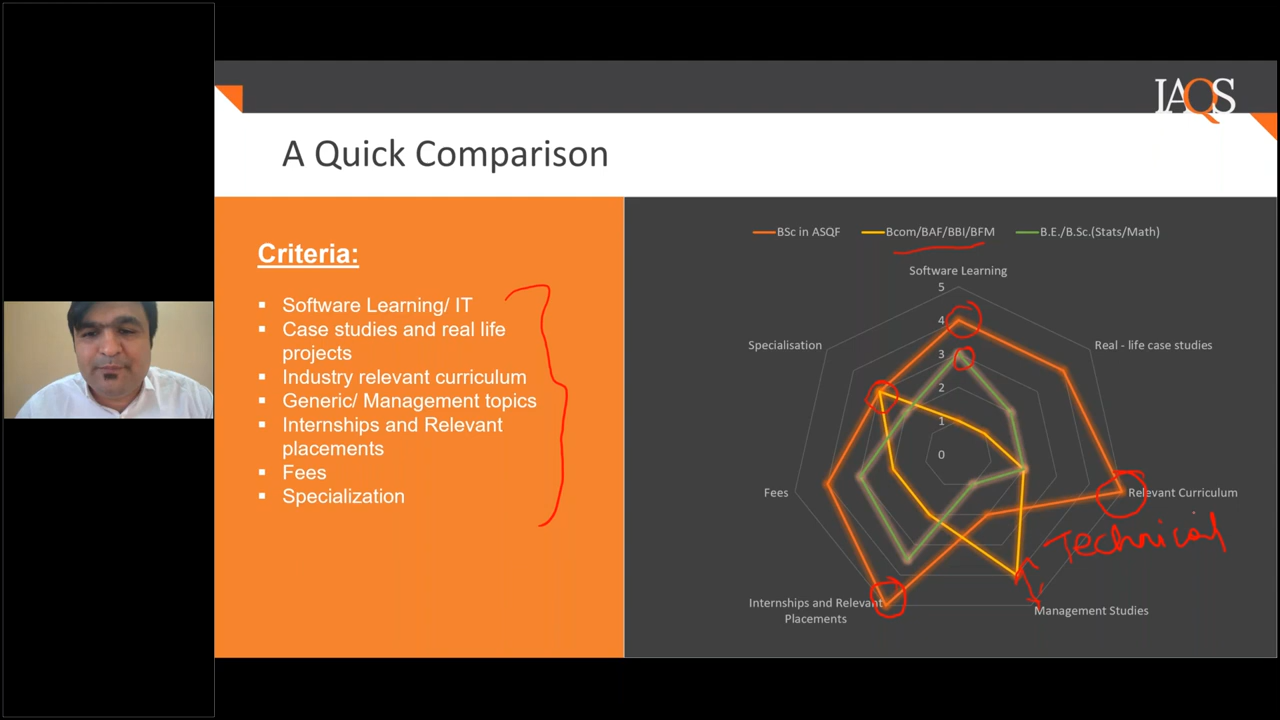 IAQS
A Quick Comparison
Criteria:
▪ Software Learning/ IT
▪ Case studies and real life
projects
▪ Industry relevant curriculum
▪ Generic/ Management topics
▪ Internships and Relevant
placements
▪ Fees
▪ Specialization
BSc in ASQF
Bcom/BAF/BBI/BFM
B.E./B.Sc.(Stats/Math)
Software Learning
5
4
3
2
1
0
Specialisation
Real - life case studies
Fees
Relevant Curriculum
Technical
Internships and Relevant
Placements
Management Studies